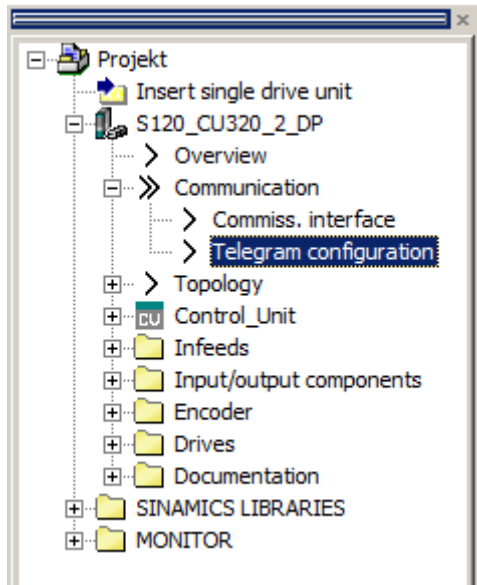 Projekt
Insert single drive unit
S120_CU320_2_DP
Overview
Communication
Commiss. interface
Telegram configuration
Topology
CU Control_Unit
Infeeds
Input/output components
Encoder
Drives
Documentation
SINAMICS LIBRARIES
MONITOR